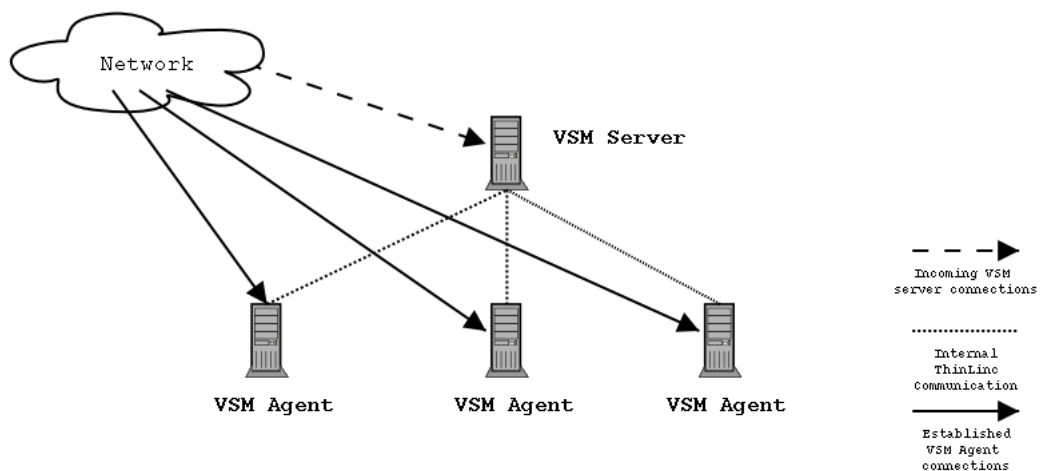 Network
VSM Server
VSM Agent
VSM Agent
VSM Agent
Incoming VSM
server connections
Internal
ThinLinc
Communication
Established
VSM Agent
connections